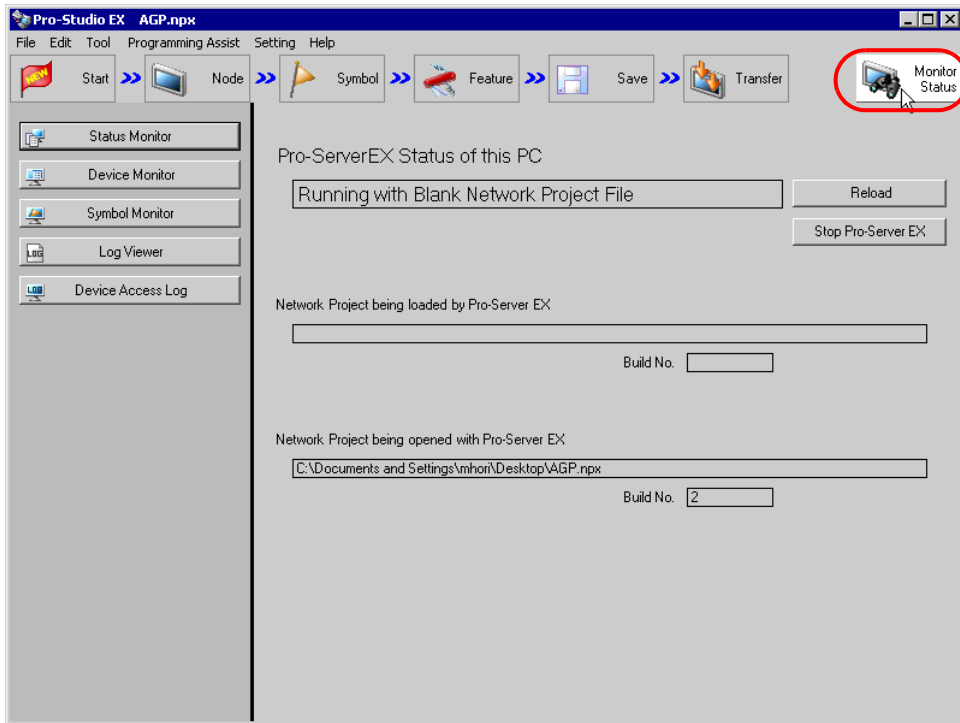 Pro-Studio EX AGP.npx
File Edit Tool Programming Assist Setting Help
NEW Start Node Symbol Feature Save Transfer Monitor Status
Status Monitor
Device Monitor
Symbol Monitor
LOG Log Viewer
LOG Device Access Log
Pro-ServerEX Status of this PC
Running with Blank Network Project File
Reload
Stop Pro-Server EX
Network Project being loaded by Pro-Server EX
Build No.
Network Project being opened with Pro-Server EX
C:\Documents and Settings\mhori\Desktop\AGP.npx
Build No. 2